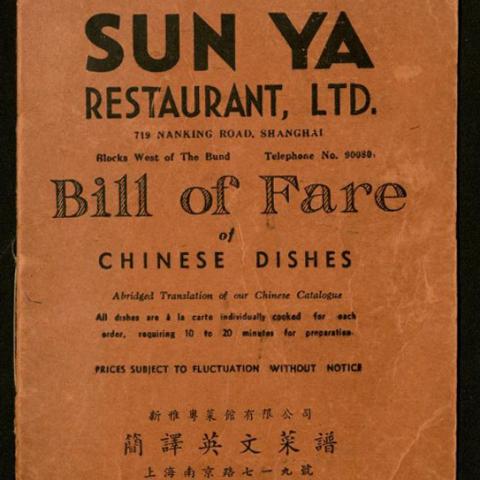 SUN YA
RESTAURANT, LTD.
719 NANKING ROAD, SHANGHAI
Blocks West of The Bund Telephone No. 90080.
Bill of Fare
of
CHINESE DISHES
Abridged Translation of our Chinese Catalogue
All dishes are à la carte individually cooked for each
order, requiring 10 to 20 minutes for preparation.
PRICES SUBJECT TO FLUCTUATION WITHOUT NOTICE
新雅粵菜館有限公司
簡譯英文菜譜
上海南京路七一九號